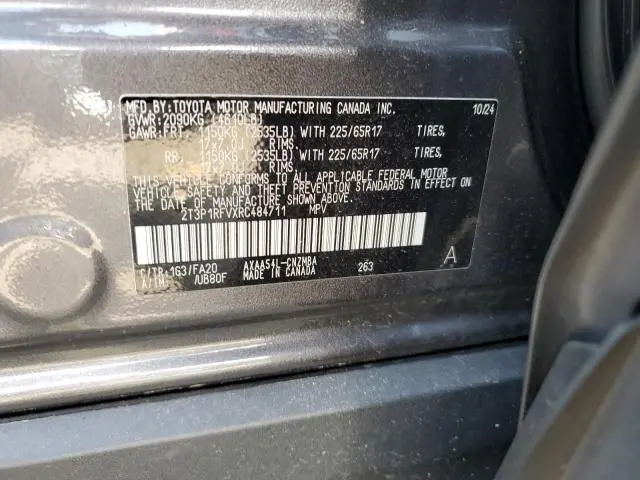 MFD.BY:TOYOTA MOTOR MANUFACTURING CANADA INC. 10/24
GVWR:2090KG (4610LB)
GAWR:FRT. 1150KG (2535LB) WITH 225/65R17 TIRES,
17x7.0J RIMS.
RR. 1150KG (2535LB) WITH 225/65R17 TIRES,
17x7.0J RIMS.
THIS VEHICLE CONFORMS TO ALL APPLICABLE FEDERAL MOTOR
VEHICLE SAFETY AND THEFT PREVENTION STANDARDS IN EFFECT ON
THE DATE OF MANUFACTURE SHOWN ABOVE.
2T3P1RFVXRC484711 MPV
C/TR:1G3/FA20 AXAA54L-CNZMBA 263 A
A/TM: /UB80F MADE IN CANADA